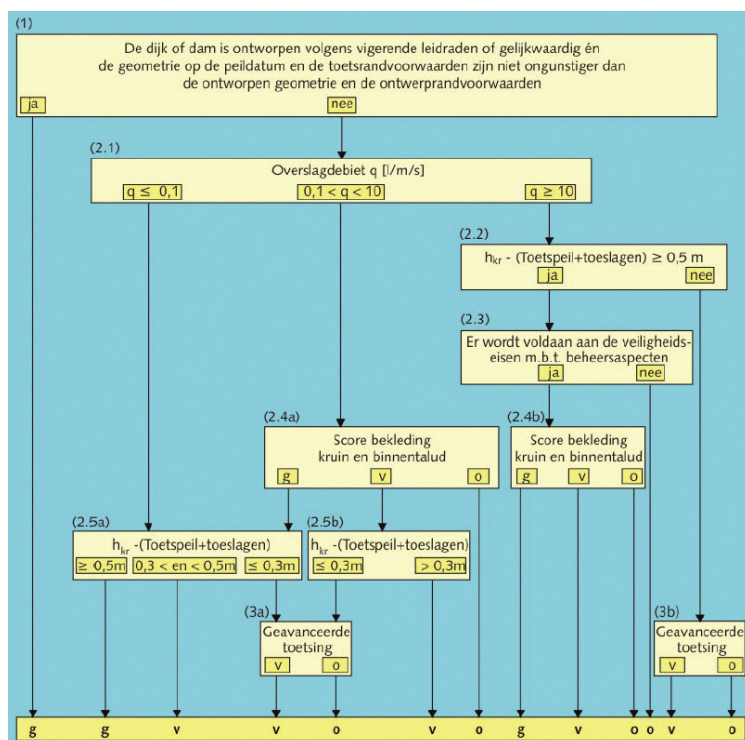 (1)
De dijk of dam is ontworpen volgens vigerende leidraden of gelijkwaardig én
de geometrie op de peildatum en de toetsrandvoorwaarden zijn niet ongunstiger dan
de ontworpen geometrie en de ontwerprandvoorwaarden
ja nee
(2.1)
Overslagdebiet q [l/m/s]
q ≤ 0,1 0,1 < q < 10 q ≥ 10
(2.2)
hkr - (Toetspeil+toeslagen) ≥ 0,5 m
ja nee
(2.3)
Er wordt voldaan aan de veiligheids-
eisen m.b.t. beheersaspecten
ja nee
(2.4a)
Score bekleding
kruin en binnentalud
g v o
(2.4b)
Score bekleding
kruin en binnentalud
g v o
(2.5a)
hkr -(Toetspeil+toeslagen)
≥ 0,5m 0,3 < en < 0,5m ≤ 0,3m
(2.5b)
hkr -(Toetspeil+toeslagen)
≤ 0,3m > 0,3m
(3a)
Geavanceerde
toetsing
v o
(3b)
Geavanceerde
toetsing
v o
g g v v o v o g v o o v o